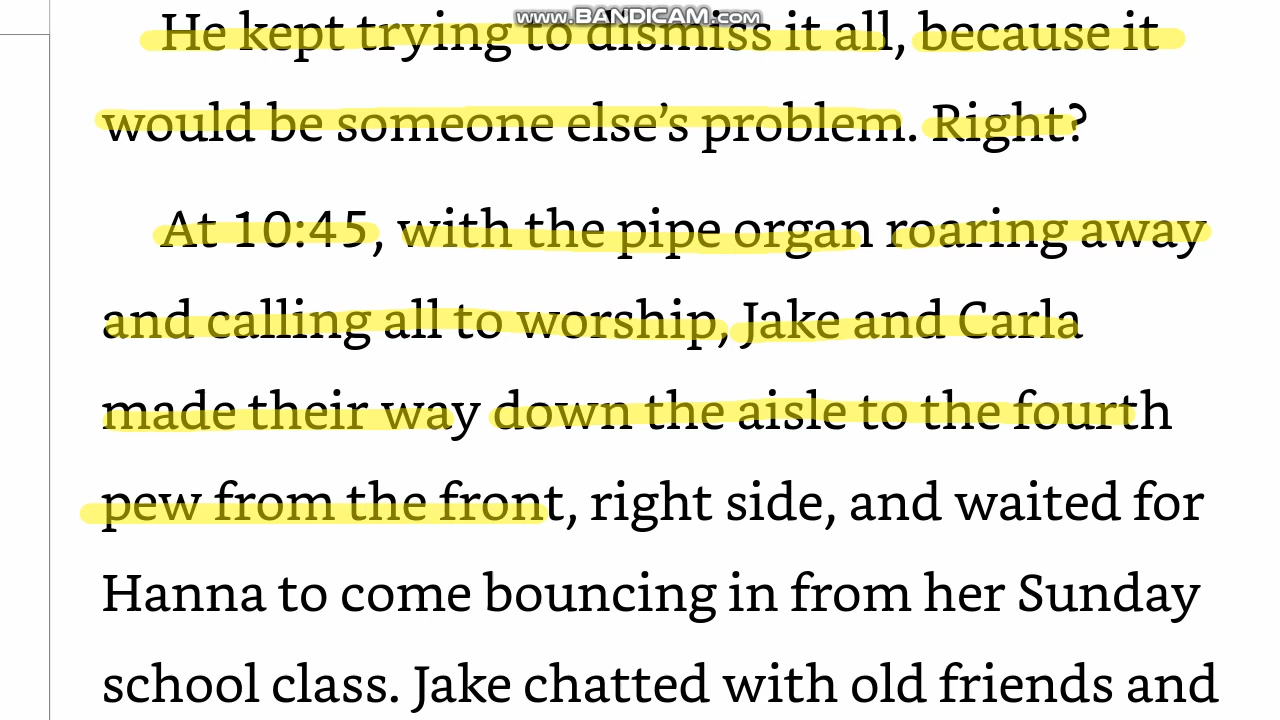 www.BANDICAM.com
He kept trying to dismiss it all, because it
would be someone else’s problem. Right?
At 10:45, with the pipe organ roaring away
and calling all to worship, Jake and Carla
made their way down the aisle to the fourth
pew from the front, right side, and waited for
Hanna to come bouncing in from her Sunday
school class. Jake chatted with old friends and